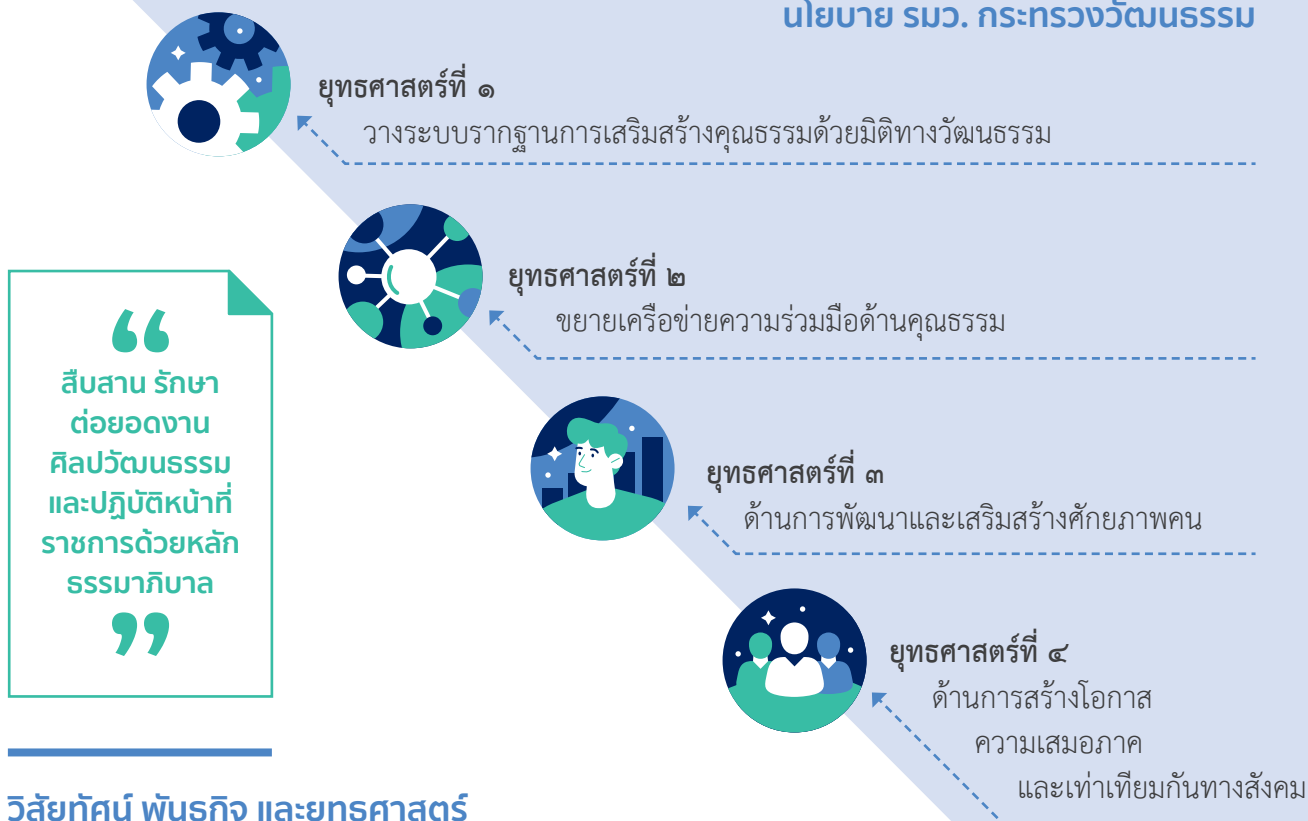 นโยบาย รมว. กระทรวงวัฒนธรรม
ยุทธศาสตร์ที่ ๑
วางระบบรากฐานการเสริมสร้างคุณธรรมด้วยมิติทางวัฒนธรรม
ยุทธศาสตร์ที่ ๒
ขยายเครือข่ายความร่วมมือด้านคุณธรรม
“
สืบสาน รักษา
ต่อยอดงาน
ศิลปวัฒนธรรม
และปฏิบัติหน้าที่
ราชการด้วยหลัก
ธรรมาภิบาล
”
ยุทธศาสตร์ที่ ๓
ด้านการพัฒนาและเสริมสร้างศักยภาพคน
ยุทธศาสตร์ที่ ๔
ด้านการสร้างโอกาส
ความเสมอภาค
และเท่าเทียมกันทางสังคม
วิสัยทัศน์ พันธกิจ และยุทธศาสตร์